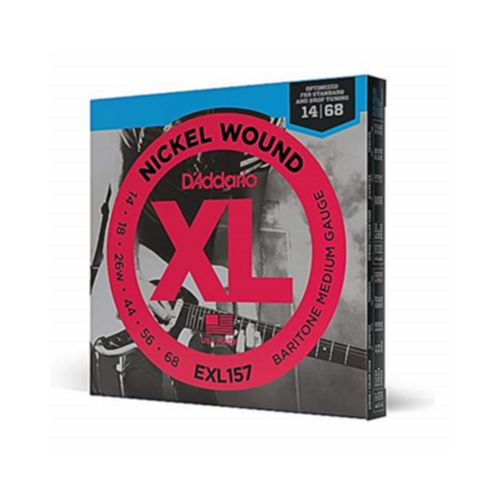 OPTIMIZED
FOR STANDARD
AND DROP TUNING
14|68
NICKEL WOUND
D'Addario
XL
14 • 18 • 26W • 44 • 56 • 68
BARITONE MEDIUM GAUGE
EXL157